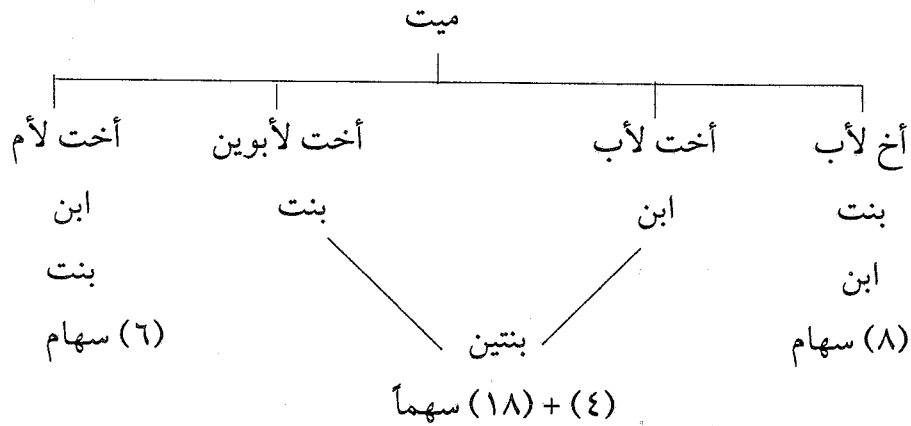 ميت
أخ لأب أخت لأب أخت لأبوين أخت لأم
بنت ابن بنت ابن
ابن بنت
(٨) سهام بنتين (٦) سهام
(٤) + (١٨) سهماً